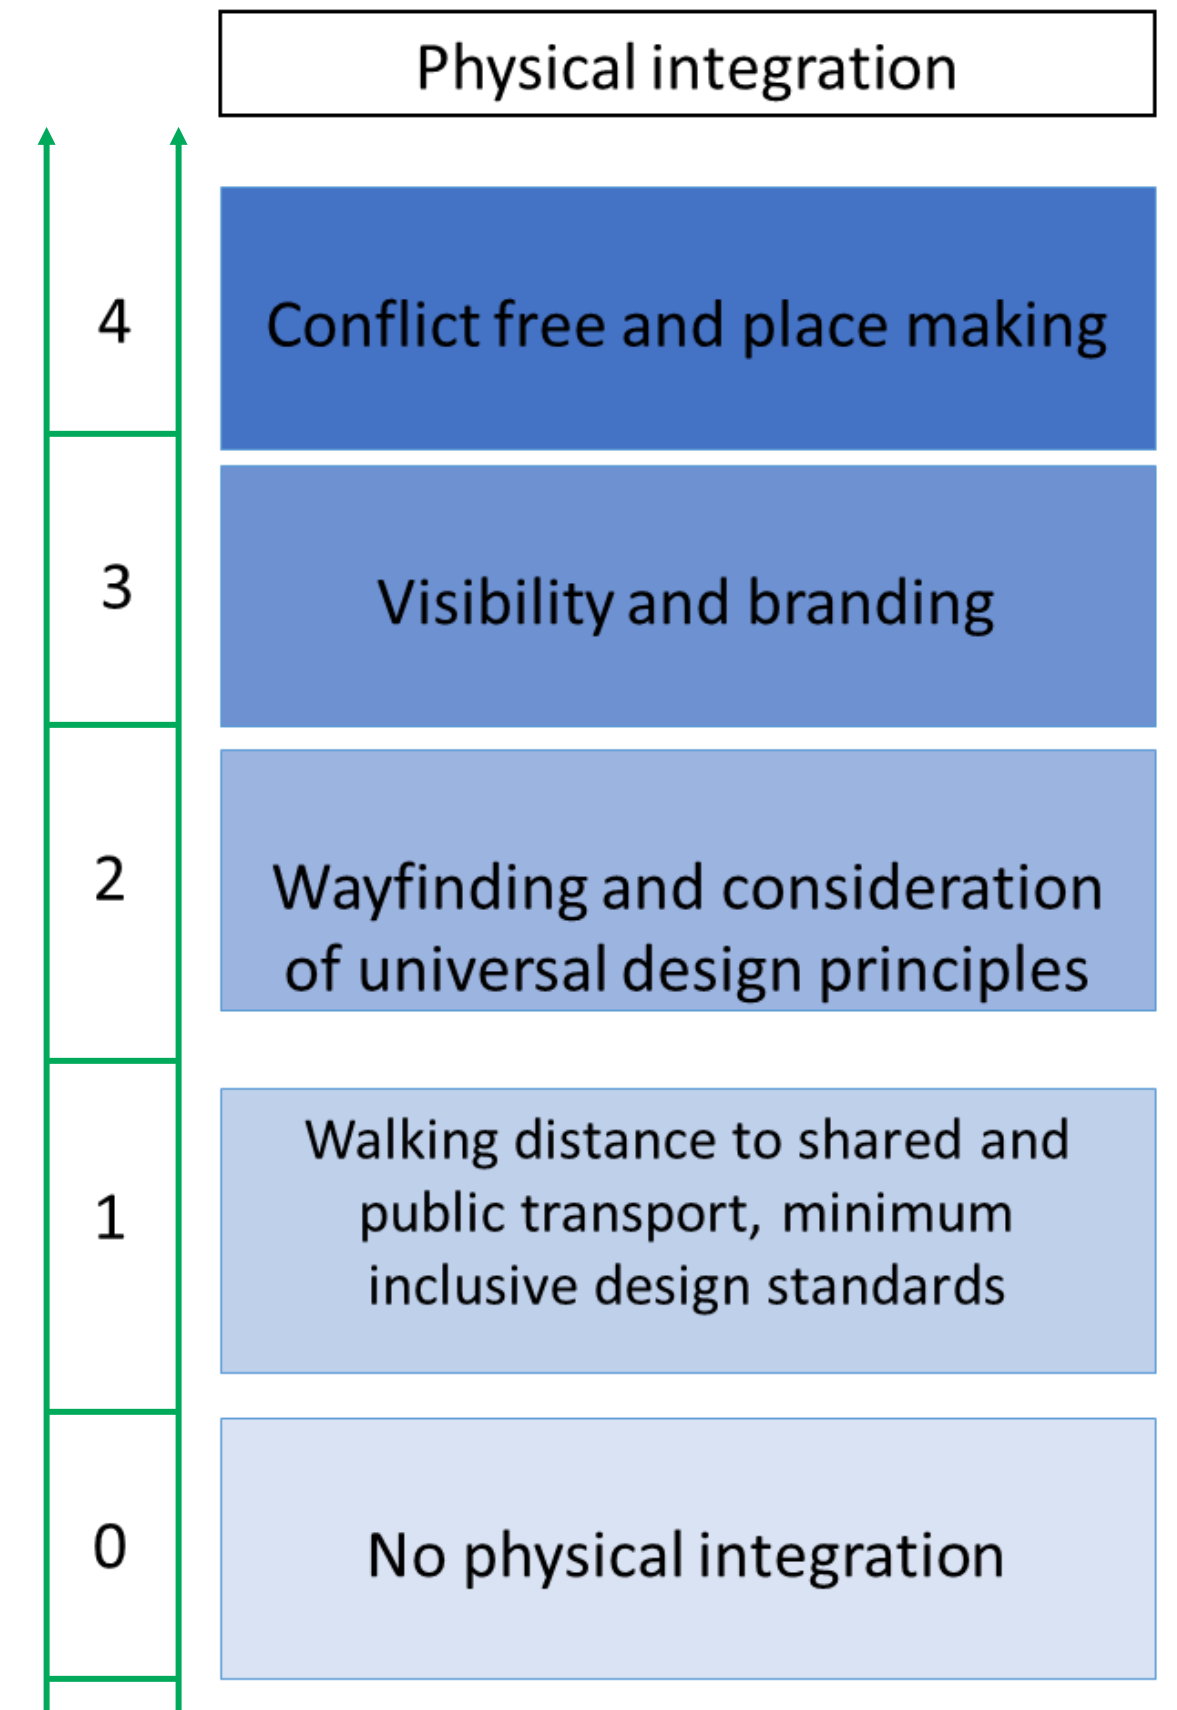 Physical integration
4
Conflict free and place making
3
Visibility and branding
2
Wayfinding and consideration
of universal design principles
1
Walking distance to shared and
public transport, minimum
inclusive design standards
0
No physical integration